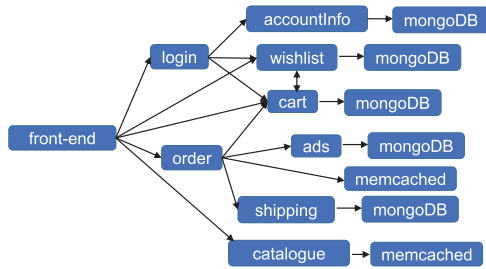 accountInfo
mongoDB
login
wishlist
mongoDB
cart
mongoDB
front-end
order
ads
mongoDB
memcached
shipping
mongoDB
catalogue
memcached